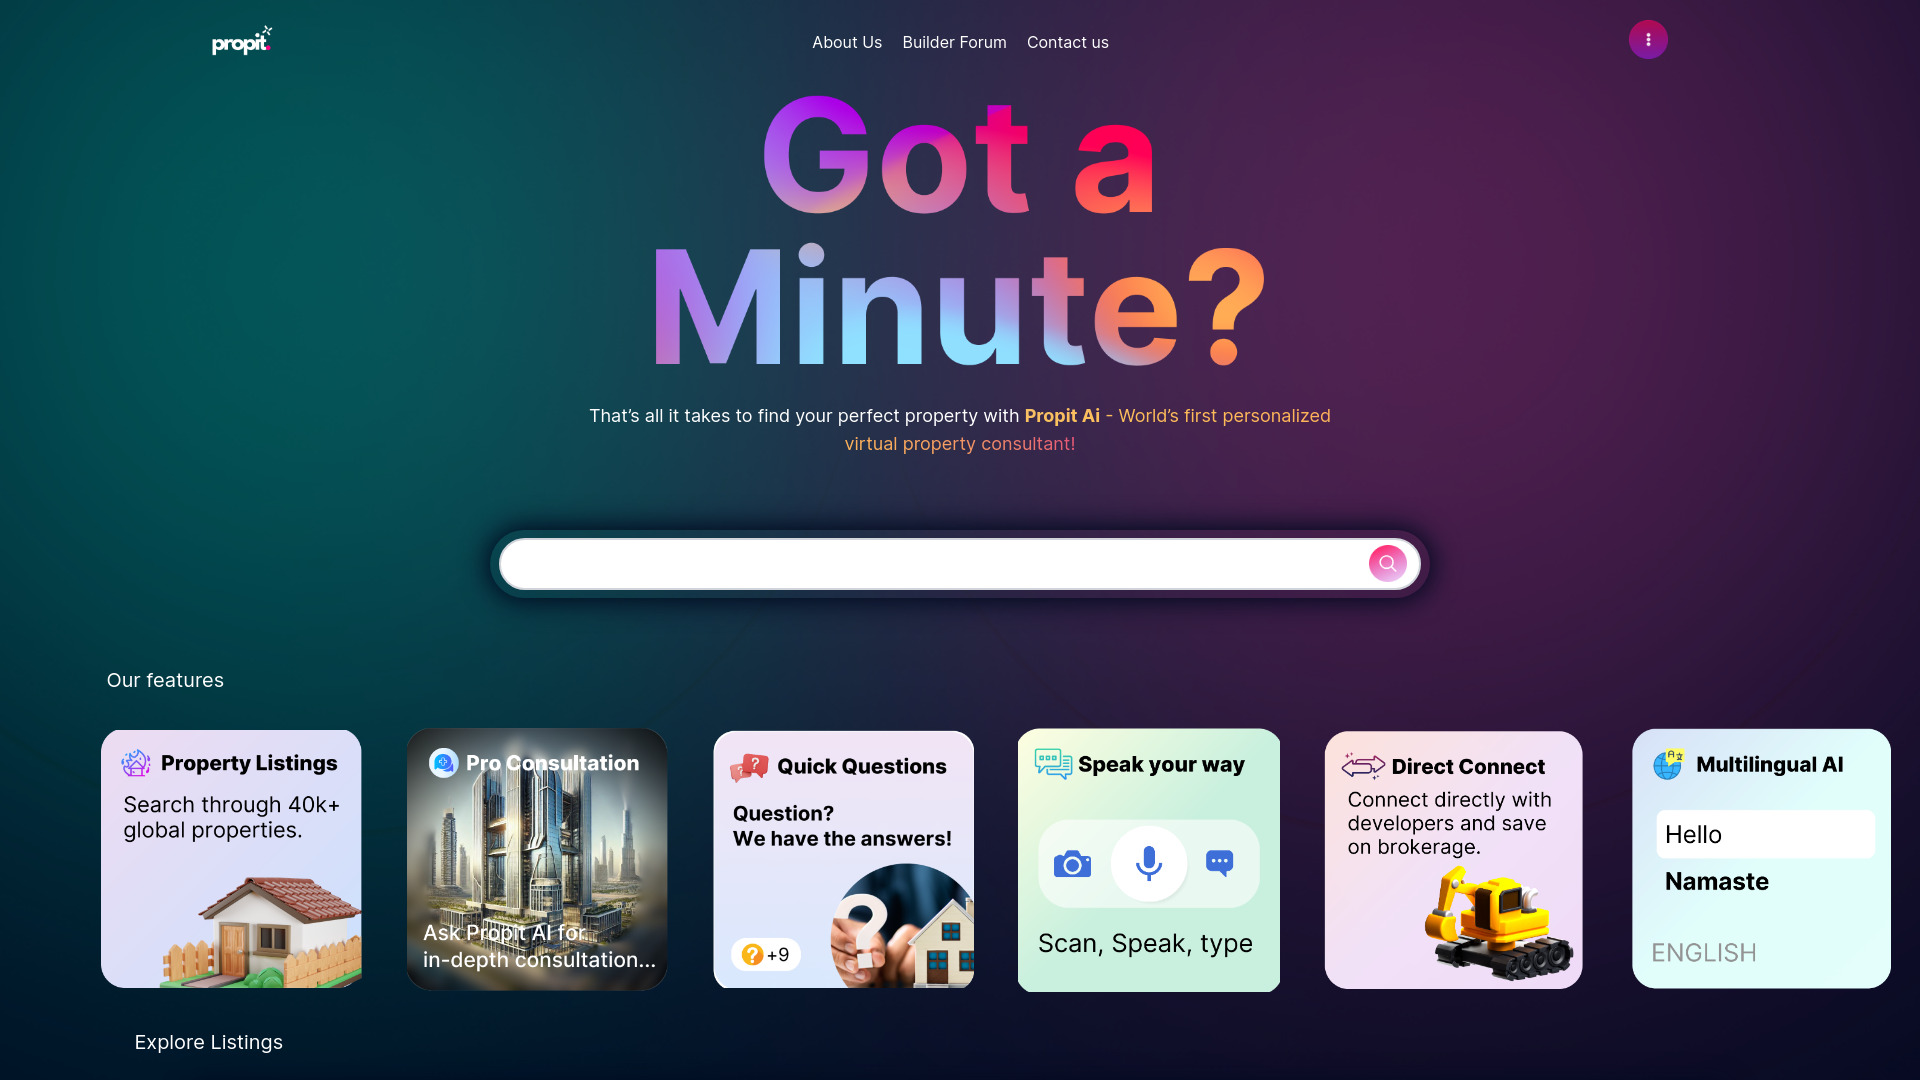 propit.
About Us Builder Forum Contact us
Got a
Minute?
That’s all it takes to find your perfect property with Propit Ai - World’s first personalized
virtual property consultant!
Our features
Property Listings
Search through 40k+
global properties.
Pro Consultation
Ask Propit AI for
in-depth consultation...
Quick Questions
Question?
We have the answers!
+9
Speak your way
Scan, Speak, type
Direct Connect
Connect directly with
developers and save
on brokerage.
Multilingual AI
Hello
Namaste
ENGLISH
Explore Listings